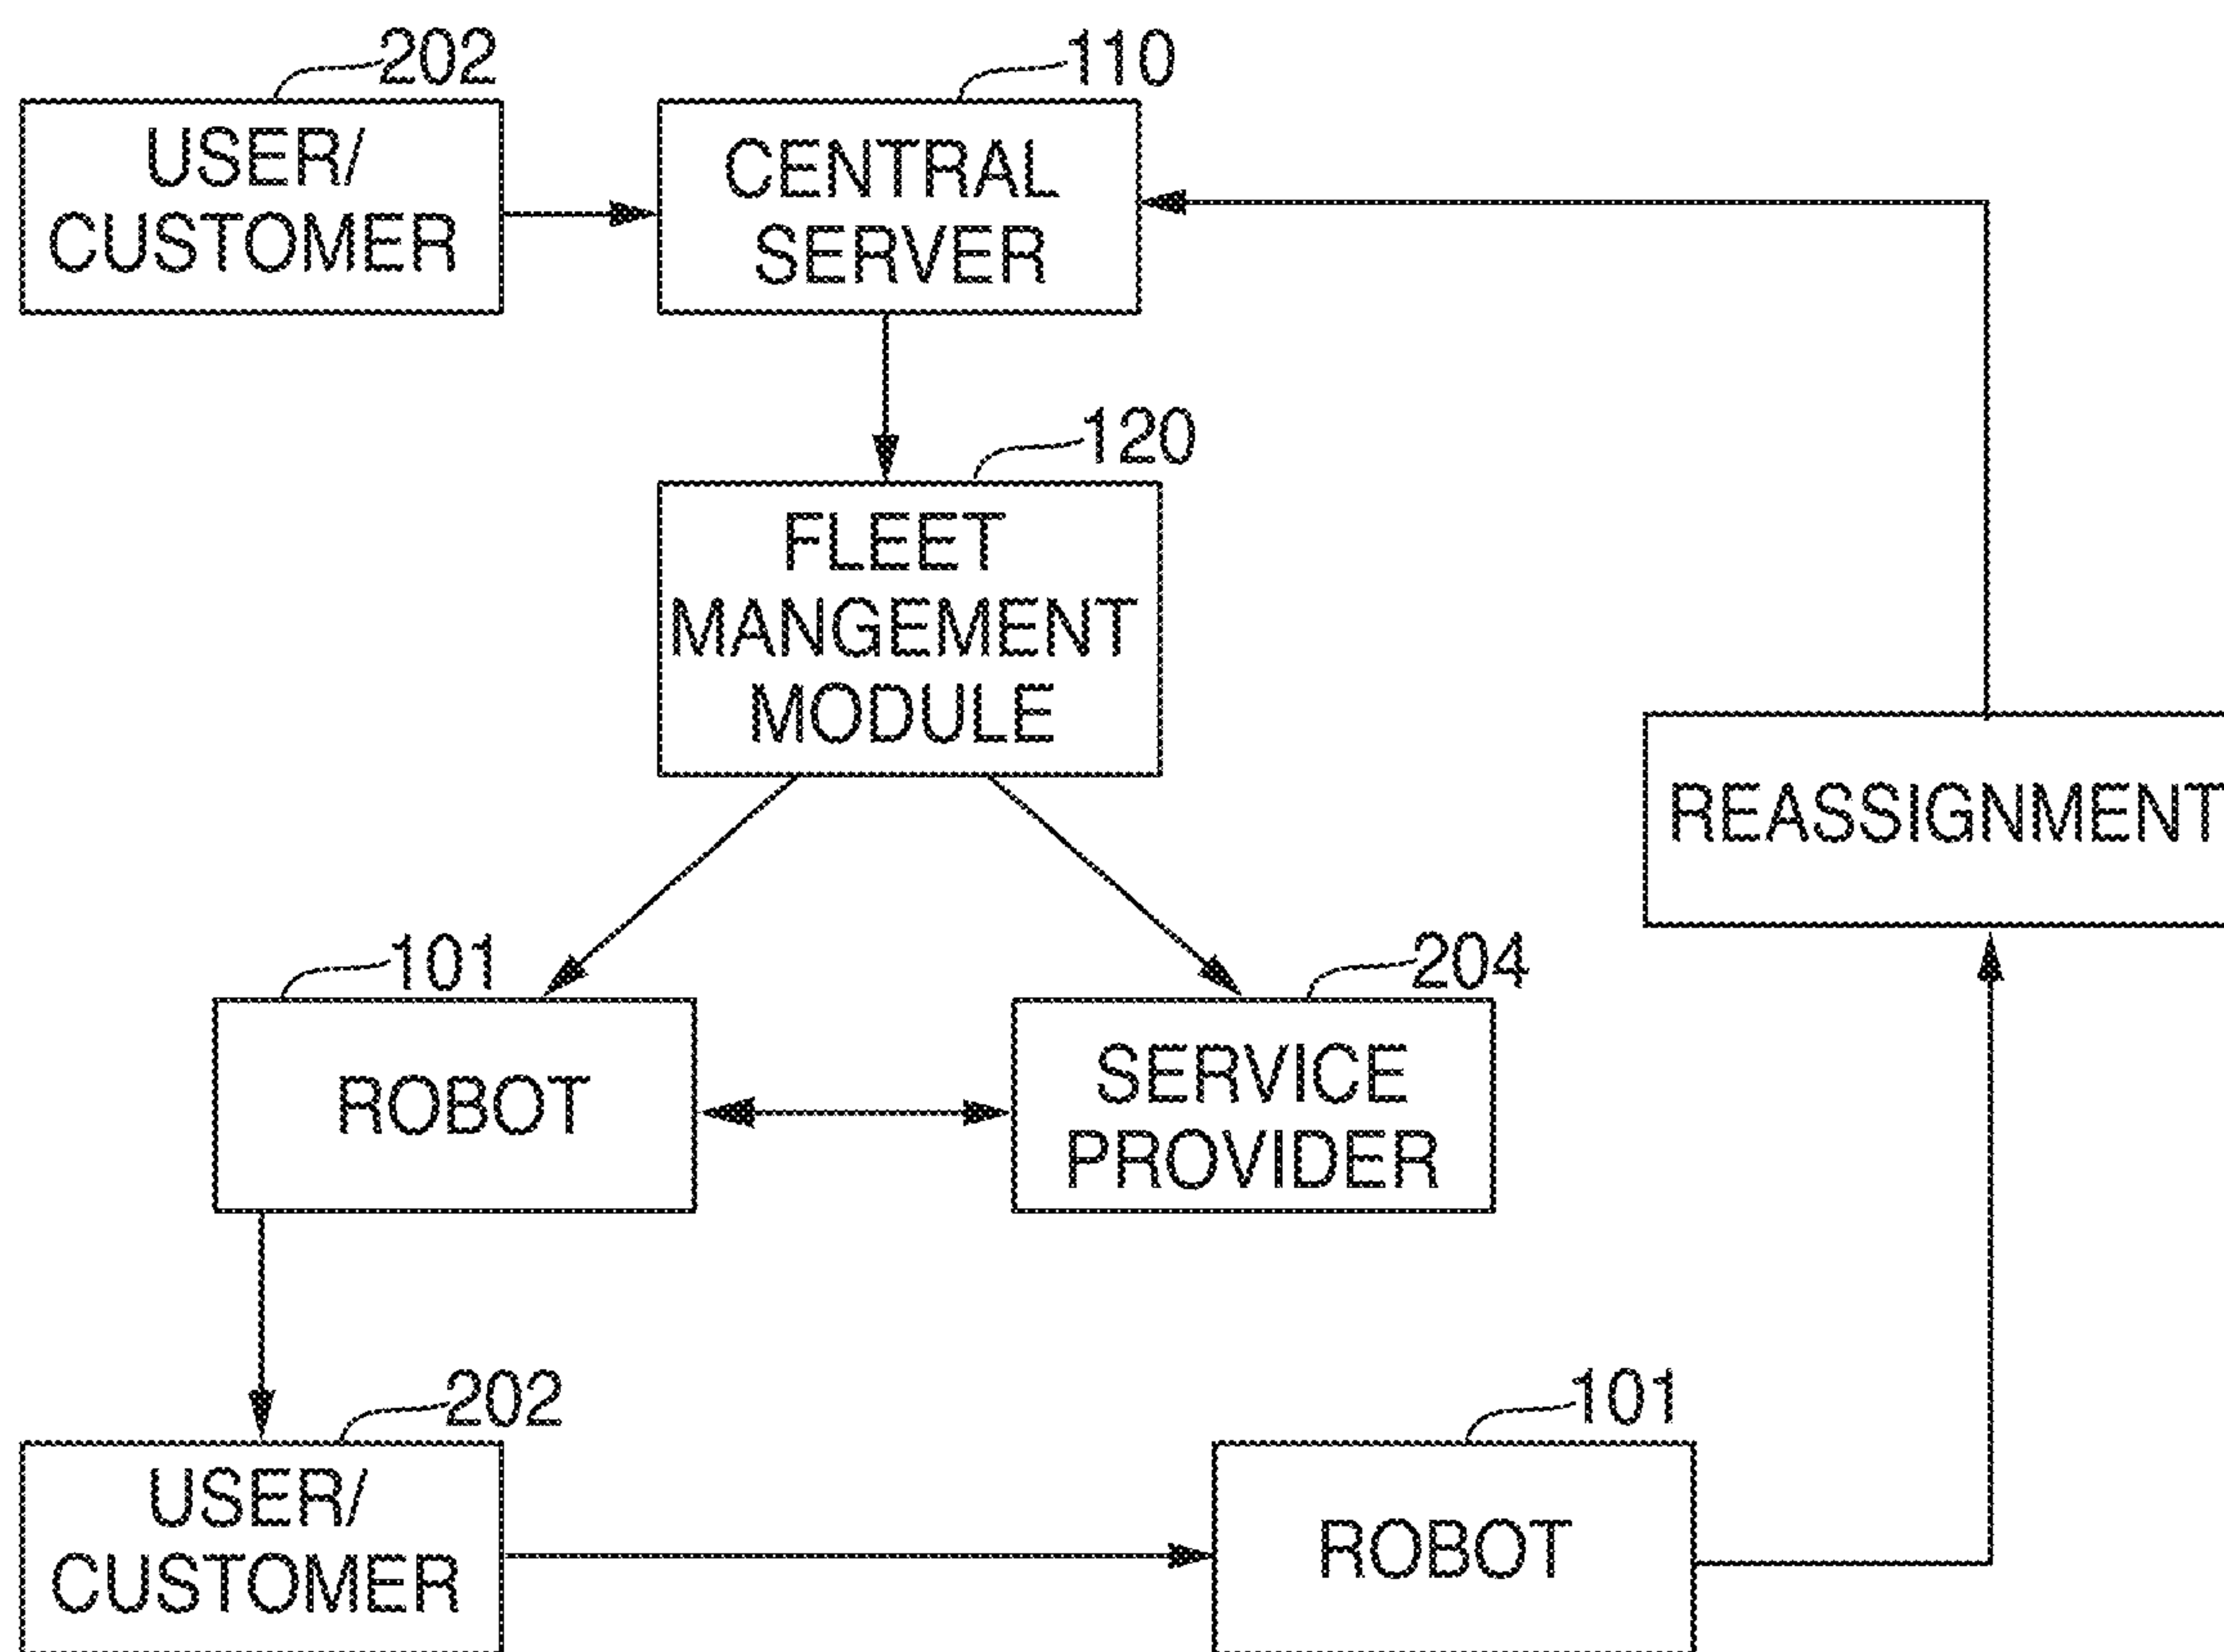 202
110
USER/
CUSTOMER
CENTRAL
SERVER
120
FLEET
MANGEMENT
MODULE
REASSIGNMENT
101
204
ROBOT
SERVICE
PROVIDER
202
101
USER/
CUSTOMER
ROBOT